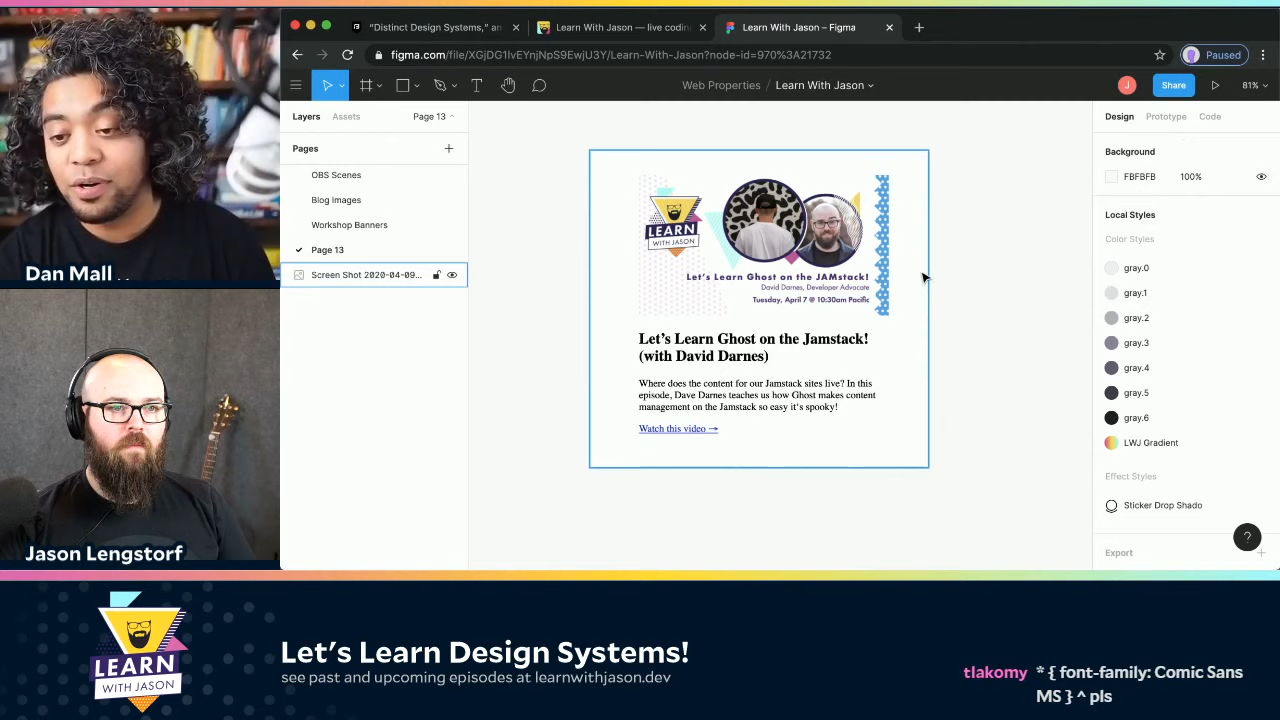 "Distinct Design Systems," an
Learn With Jason — live codin
Learn With Jason – Figma
figma.com/file/XGjDG1IvEYnjNpS9EwjU3Y/Learn-With-Jason?node-id=970%3A21732
Paused
Web Properties / Learn With Jason
J
Share
81%
Layers
Assets
Page 13
Pages
OBS Scenes
Blog Images
Workshop Banners
Page 13
Screen Shot 2020-04-09...
LEARN
WITH JASON
Let's Learn Ghost on the JAMstack!
David Darnes, Developer Advocate
Tuesday, April 7 @ 10:30am Pacific
Let's Learn Ghost on the Jamstack!
(with David Darnes)
Where does the content for our Jamstack sites live? In this
episode, Dave Darnes teaches us how Ghost makes content
management on the Jamstack so easy it's spooky!
Watch this video →
Design
Prototype
Code
Background
FBFBFB
100%
Local Styles
Color Styles
gray.0
gray.1
gray.2
gray.3
gray.4
gray.5
gray.6
LWJ Gradient
Effect Styles
Sticker Drop Shado
?
Export
Dan Mall
Jason Lengstorf
LEARN
WITH JASON
Let's Learn Design Systems!
see past and upcoming episodes at learnwithjason.dev
tlakomy * { font-family: Comic Sans
MS } ^ pls